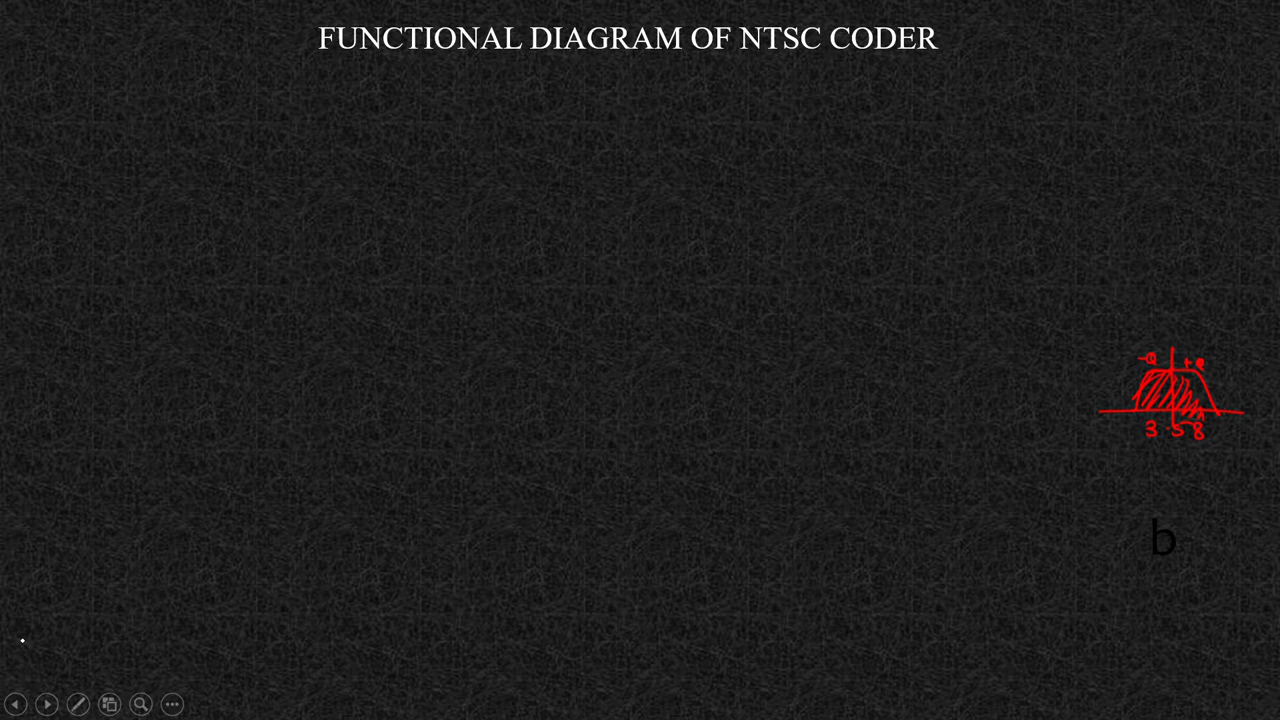 FUNCTIONAL DIAGRAM OF NTSC CODER
-Q +Q
3.58
b